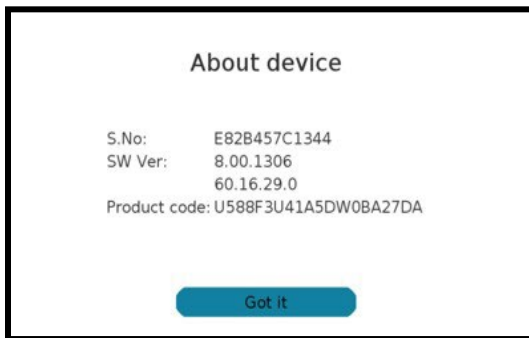 About device
S.No: E82B457C1344
SW Ver: 8.00.1306
60.16.29.0
Product code: U588F3U41A5DW0BA27DA
Got it